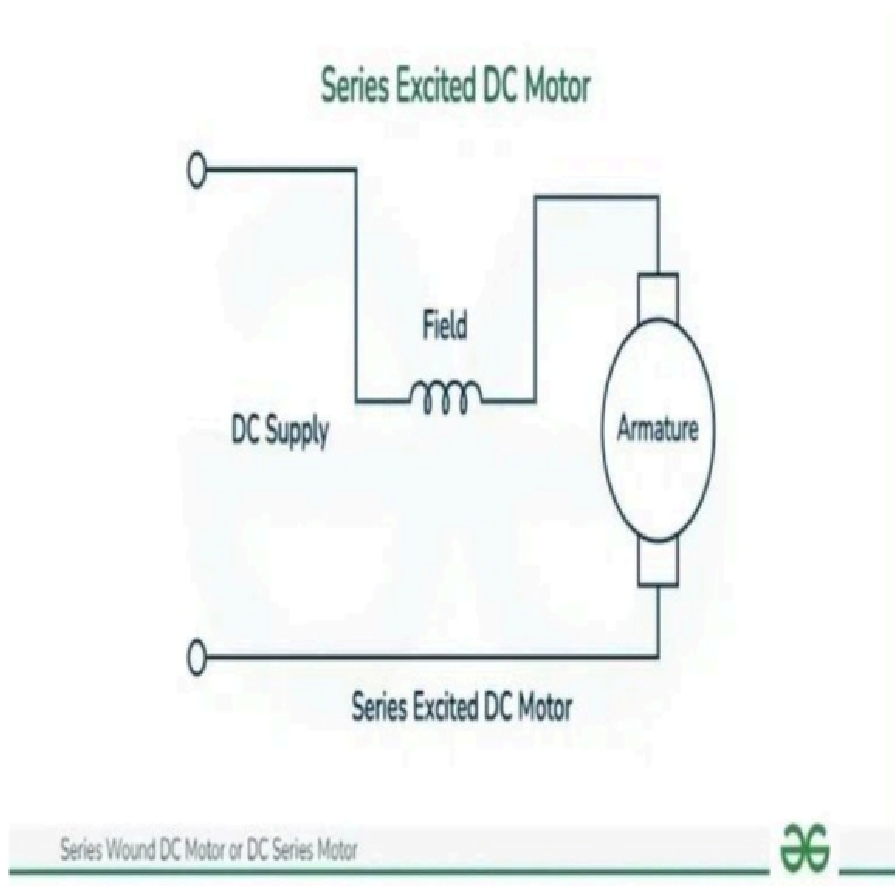 Series Excited DC Motor
Field
DC Supply
Armature
Series Excited DC Motor
Series Wound DC Motor or DC Series Motor